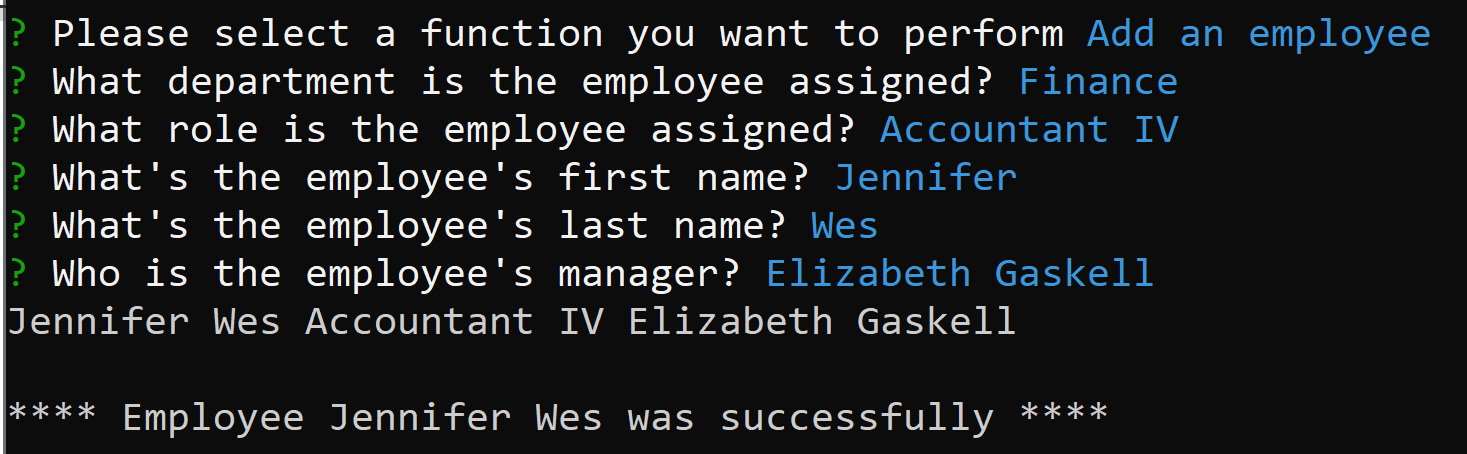 ? Please select a function you want to perform Add an employee
? What department is the employee assigned? Finance
? What role is the employee assigned? Accountant IV
? What's the employee's first name? Jennifer
? What's the employee's last name? Wes
? Who is the employee's manager? Elizabeth Gaskell
Jennifer Wes Accountant IV Elizabeth Gaskell
**** Employee Jennifer Wes was successfully ****